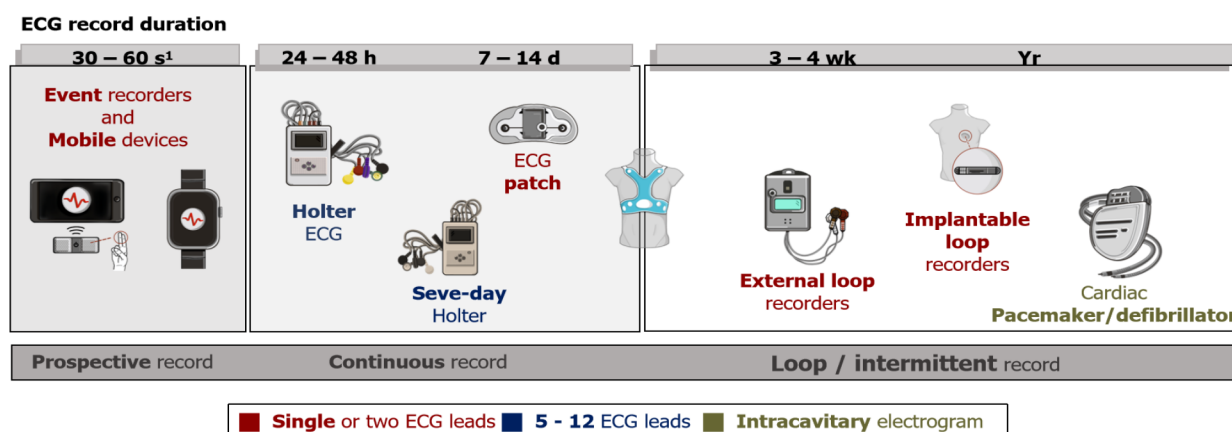 ECG record duration
30 – 60 s¹
24 – 48 h
7 – 14 d
3 – 4 wk
Yr
Event recorders
and
Mobile devices
Holter
ECG
Seve-day
Holter
ECG
patch
External loop
recorders
Implantable
loop
recorders
Cardiac
Pacemaker/defibrillator
Prospective record
Continuous record
Loop / intermittent record
Single or two ECG leads
5 - 12 ECG leads
Intracavitary electrogram